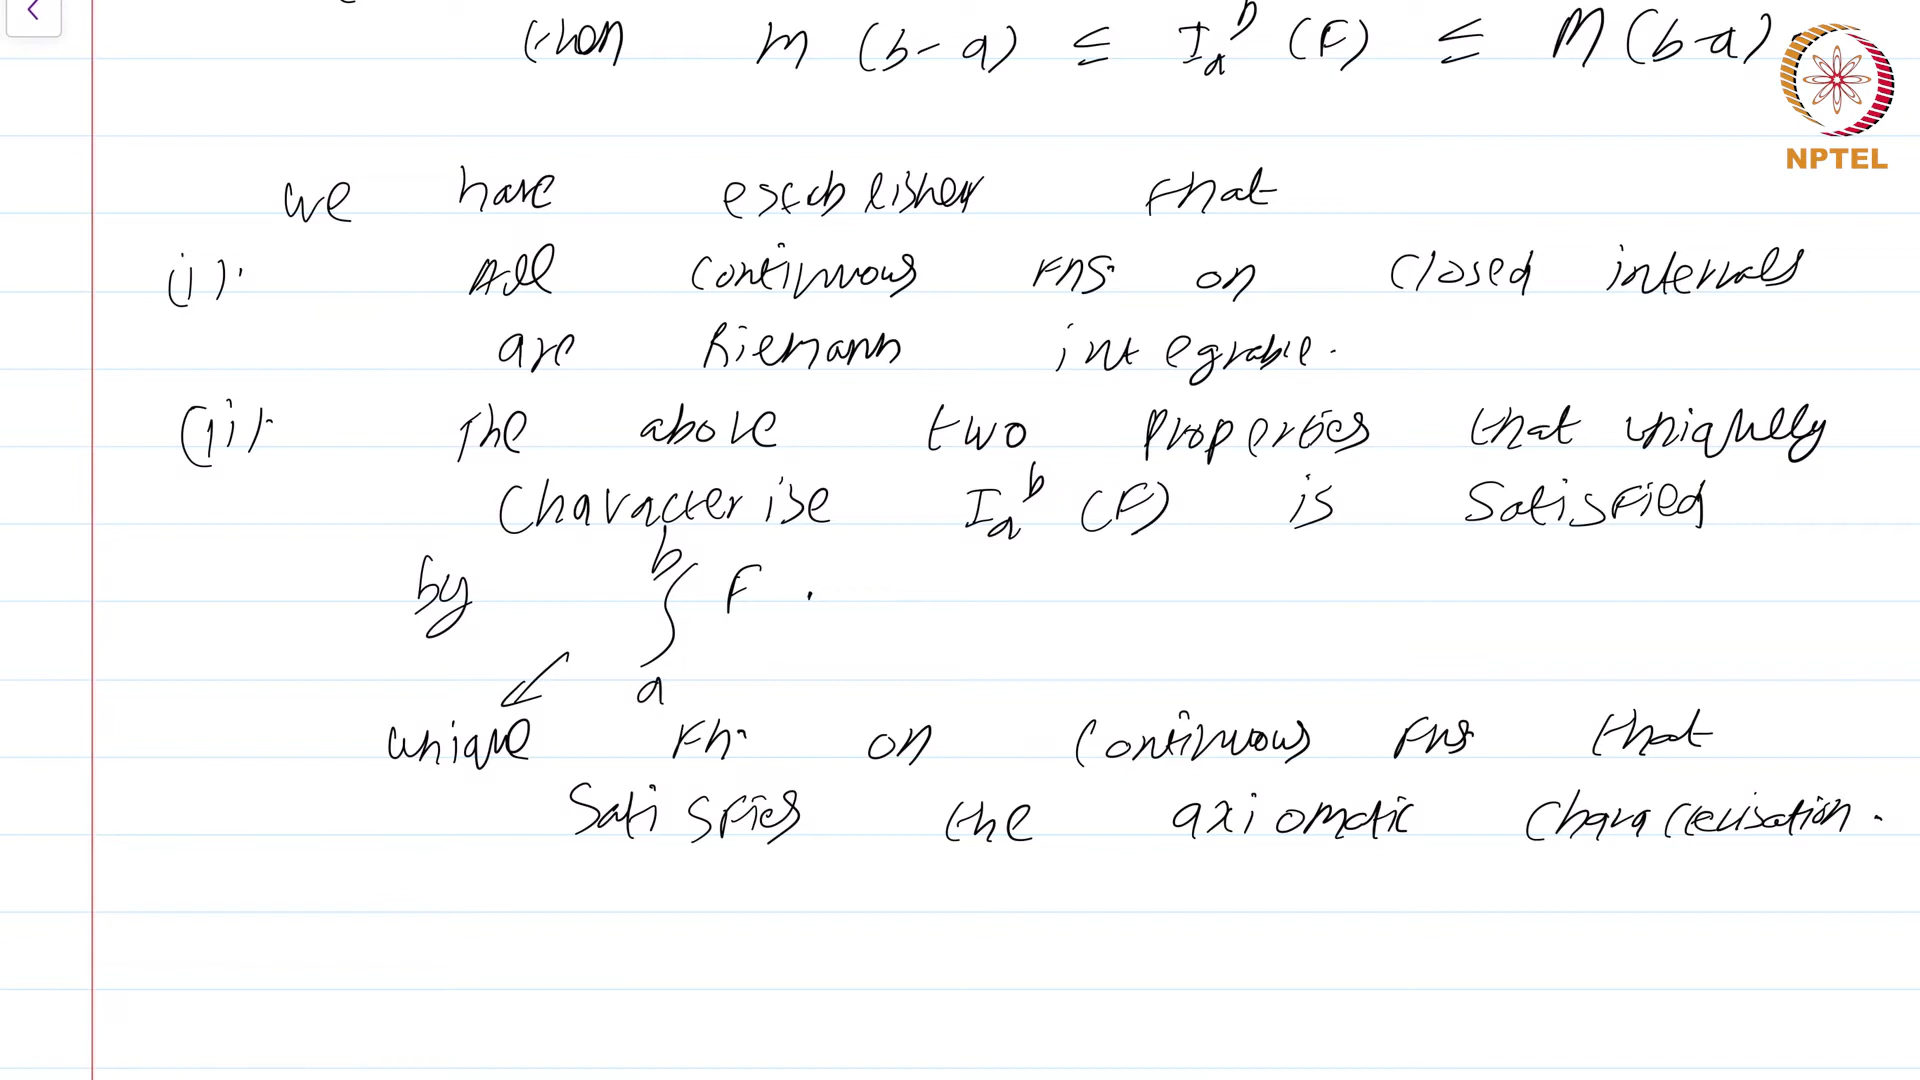 then m (b-a) ≤ I_a^b (F) ≤ M (b-a).
NPTEL
we have established that
(i). All continuous Fns. on closed intervals
are Riemann integrable.
(ii). The above two properties that uniquely
characterise I_a^b (F) is satisfied
by ∫_a^b F .
unique Fn. on continuous Fns that
satisfies the axiomatic characterisation.